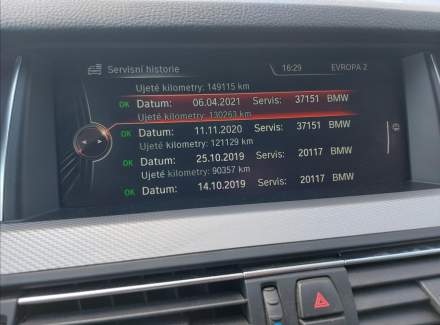 Servisní historie 16:29 EVROPA 2
Ujeté kilometry: 149115 km
OK Datum: 06.04.2021 Servis: 37151 BMW
Ujeté kilometry: 130263 km
OK Datum: 11.11.2020 Servis: 37151 BMW
Ujeté kilometry: 121129 km
OK Datum: 25.10.2019 Servis: 20117 BMW
Ujeté kilometry: 90357 km
OK Datum: 14.10.2019 Servis: 20117 BMW